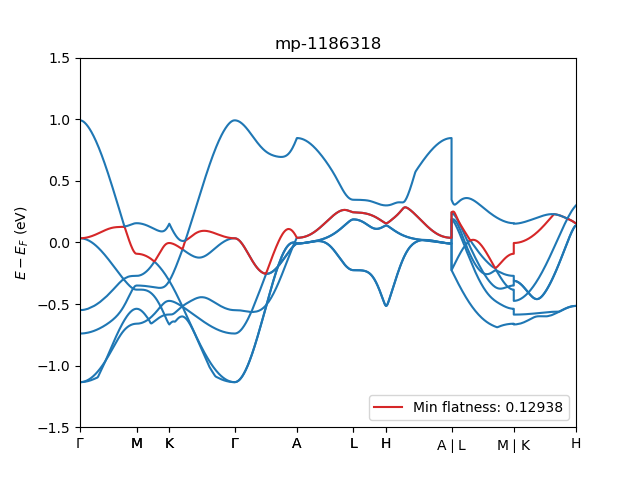 mp-1186318
1.5
1.0
0.5
0.0
−0.5
−1.0
−1.5
E − E_F (eV)
Min flatness: 0.12938
Γ M K Γ A L H A | L M | K H